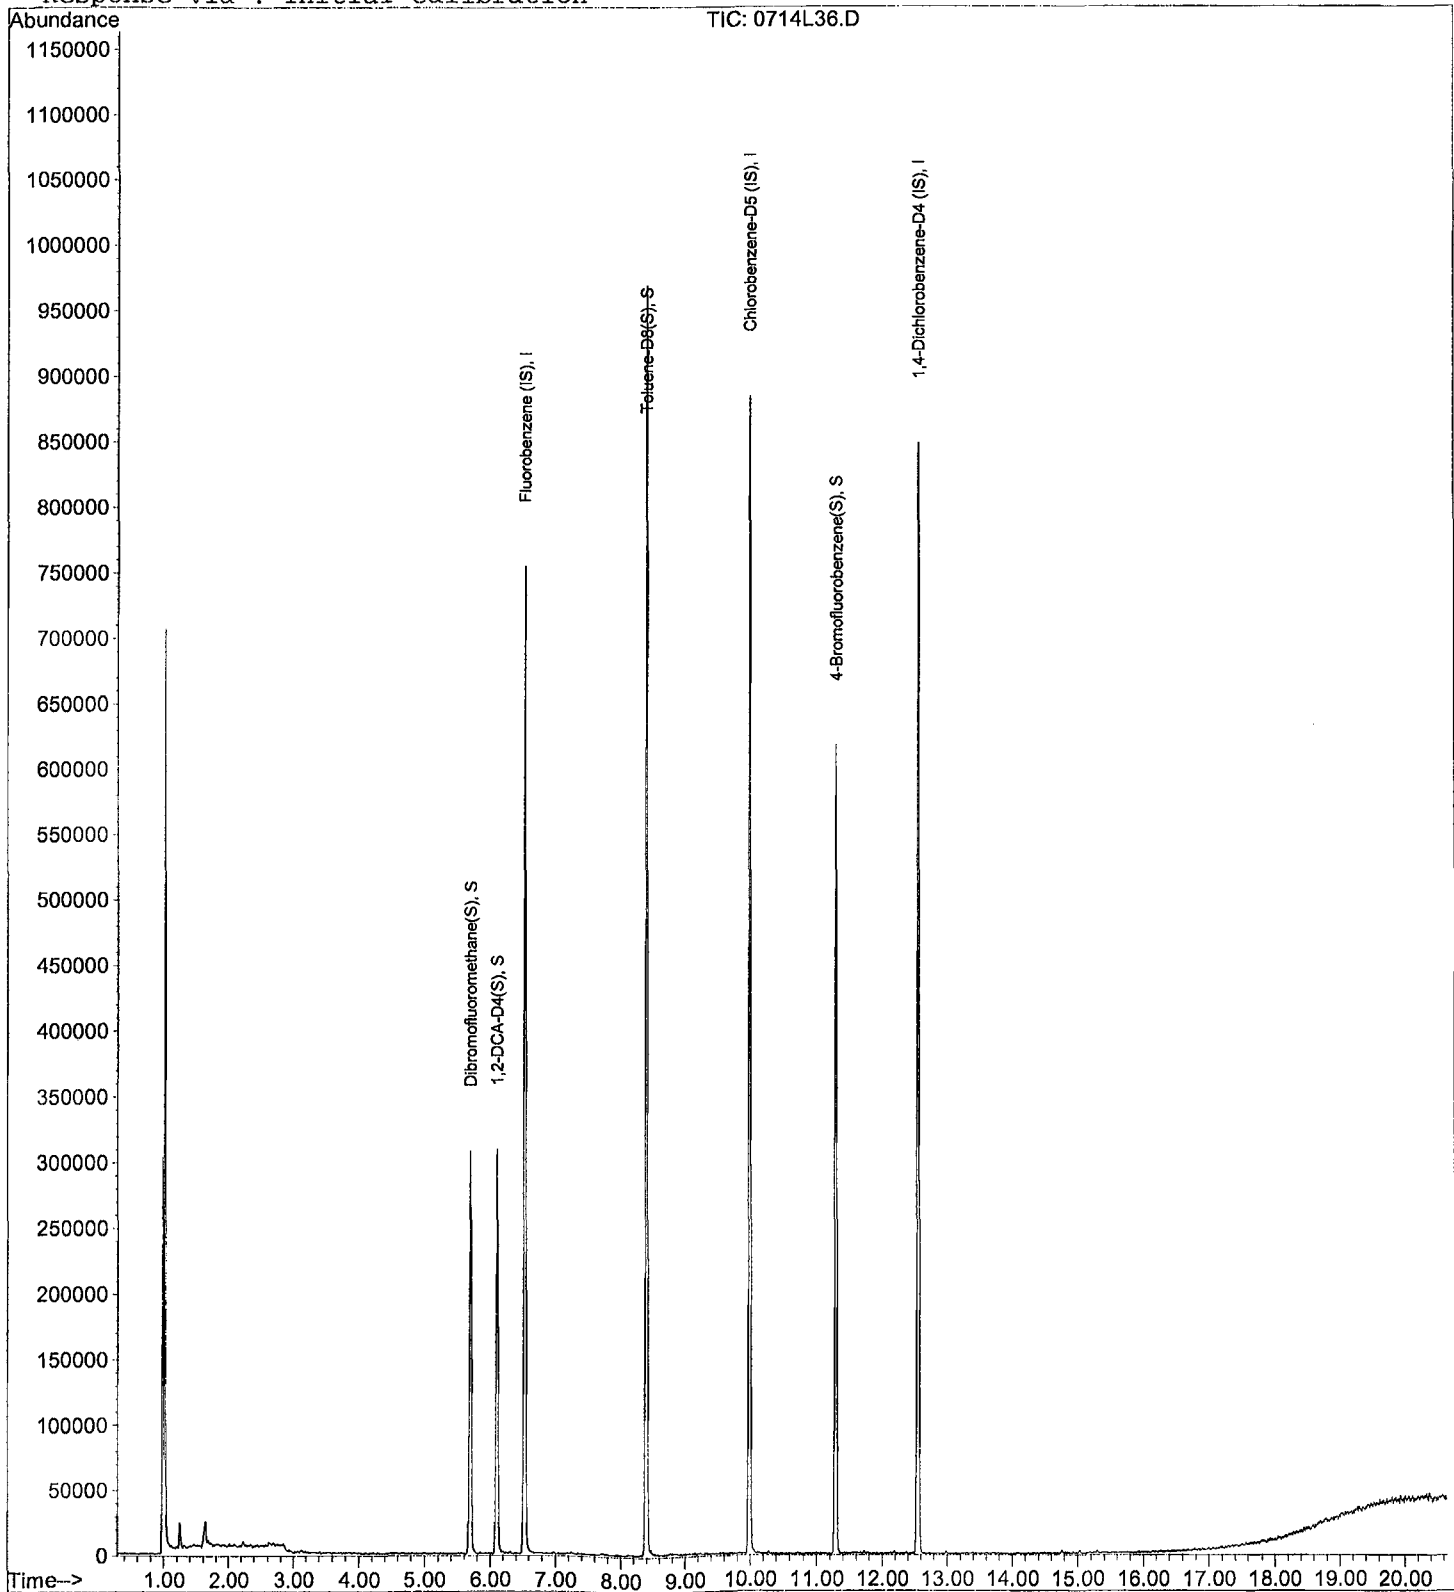 Response via : Initial Calibration
Abundance
TIC: 0714L36.D
1150000
1100000
1050000
1000000
950000
900000
850000
800000
750000
700000
650000
600000
550000
500000
450000
400000
350000
300000
250000
200000
150000
100000
50000
0
Dibromofluoromethane(S), S
1,2-DCA-D4(S), S
Fluorobenzene (IS), I
Toluene-D8(S), S
Chlorobenzene-D5 (IS), I
4-Bromofluorobenzene(S), S
1,4-Dichlorobenzene-D4 (IS), I
Time--> 1.00 2.00 3.00 4.00 5.00 6.00 7.00 8.00 9.00 10.00 11.00 12.00 13.00 14.00 15.00 16.00 17.00 18.00 19.00 20.00